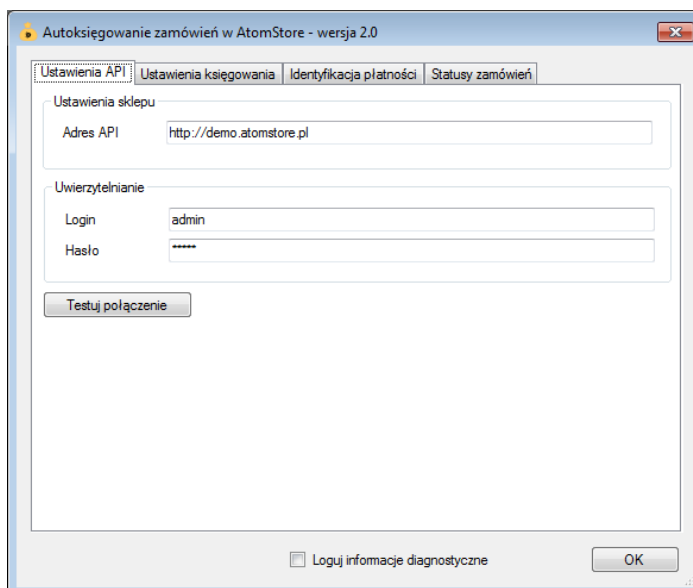 Autoksięgowanie zamówień w AtomStore - wersja 2.0
Ustawienia API Ustawienia księgowania Identyfikacja płatności Statusy zamówień
Ustawienia sklepu
Adres API http://demo.atomstore.pl
Uwierzytelnianie
Login admin
Hasło *****
Testuj połączenie
Loguj informacje diagnostyczne OK